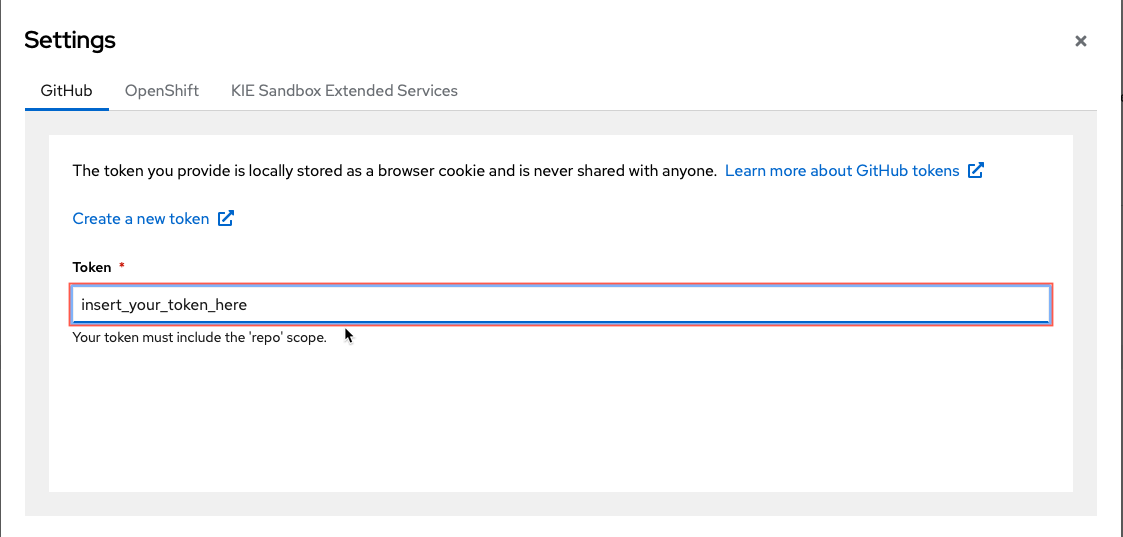 Settings
GitHub OpenShift KIE Sandbox Extended Services
The token you provide is locally stored as a browser cookie and is never shared with anyone. Learn more about GitHub tokens
Create a new token
Token *
insert_your_token_here
Your token must include the 'repo' scope.